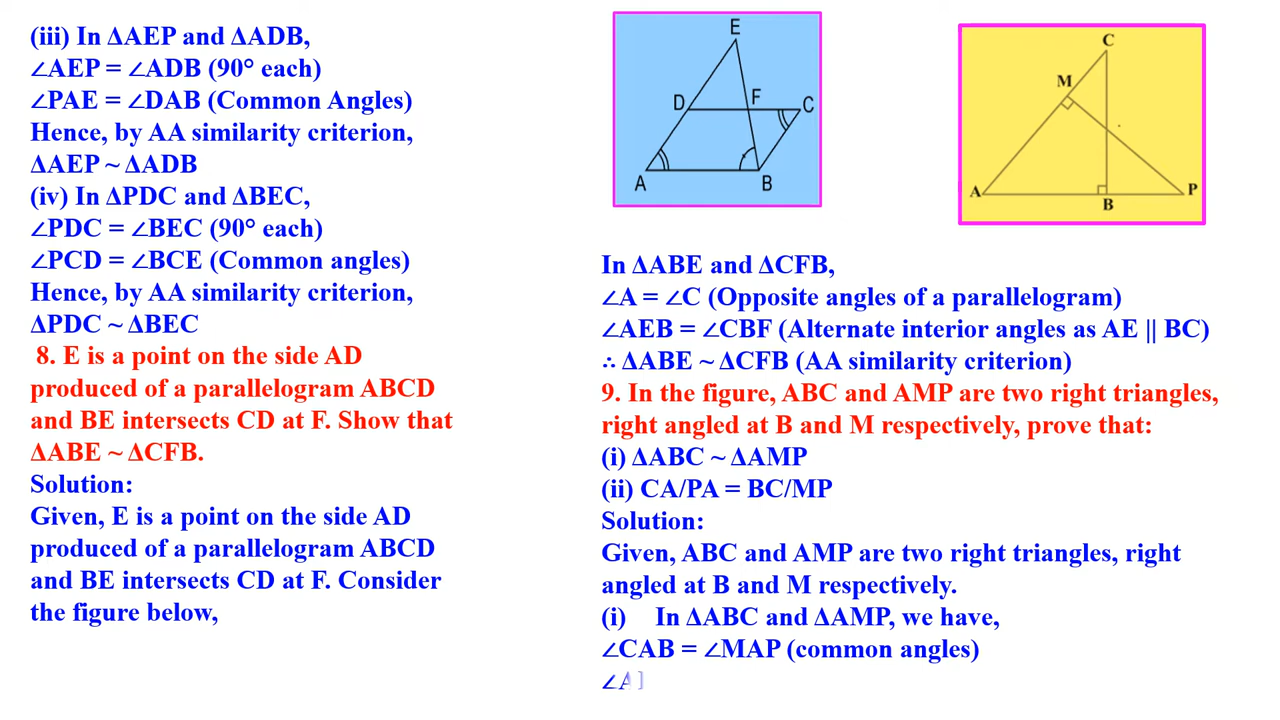 (iii) In ΔAEP and ΔADB,
∠AEP = ∠ADB (90° each)
∠PAE = ∠DAB (Common Angles)
Hence, by AA similarity criterion,
ΔAEP ~ ΔADB
(iv) In ΔPDC and ΔBEC,
∠PDC = ∠BEC (90° each)
∠PCD = ∠BCE (Common angles)
Hence, by AA similarity criterion,
ΔPDC ~ ΔBEC
8. E is a point on the side AD
produced of a parallelogram ABCD
and BE intersects CD at F. Show that
ΔABE ~ ΔCFB.
Solution:
Given, E is a point on the side AD
produced of a parallelogram ABCD
and BE intersects CD at F. Consider
the figure below,
E
D
F
C
A
B
C
M
A
B
P
In ΔABE and ΔCFB,
∠A = ∠C (Opposite angles of a parallelogram)
∠AEB = ∠CBF (Alternate interior angles as AE || BC)
∴ ΔABE ~ ΔCFB (AA similarity criterion)
9. In the figure, ABC and AMP are two right triangles,
right angled at B and M respectively, prove that:
(i) ΔABC ~ ΔAMP
(ii) CA/PA = BC/MP
Solution:
Given, ABC and AMP are two right triangles, right
angled at B and M respectively.
(i) In ΔABC and ΔAMP, we have,
∠CAB = ∠MAP (common angles)
∠A